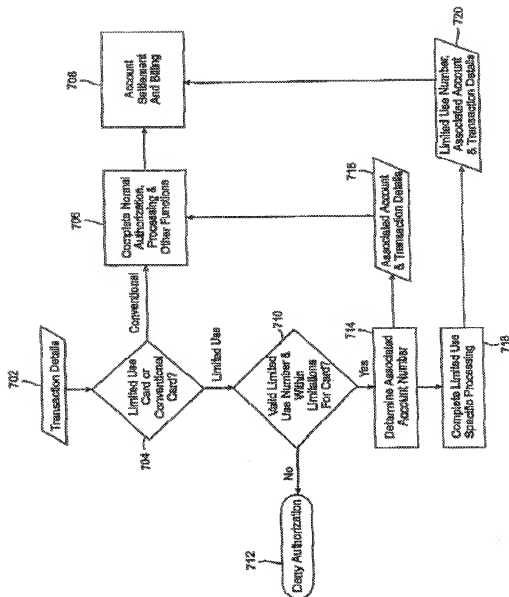 702
Transaction Details
704
Limited Use
Card or
Conventional
Card?
Conventional
706
Complete Normal
Authorization,
Processing &
Other Functions
708
Account
Settlement
And Billing
Limited Use
710
Valid Limited
Use Number &
Within
Limitations
For Card?
No
712
Deny Authorization
Yes
714
Determine Associated
Account Number
716
Associated Account
& Transaction Details
718
Complete Limited Use
Specific Processing
720
Limited Use Number,
Associated Account
& Transaction Details